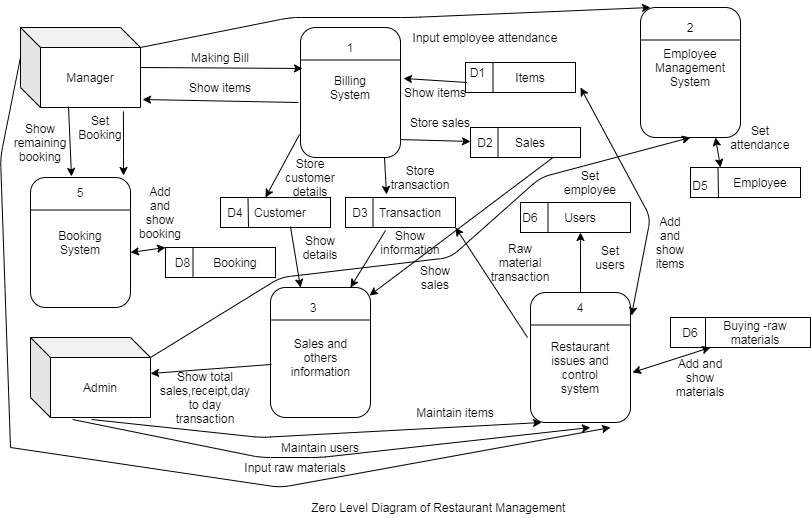 2
Employee
Management
System
Input employee attendance
1
Billing
System
Manager
Making Bill
Show items
D1
Items
Show items
Store sales
D2
Sales
Set
attendance
D5
Employee
Show
remaining
booking
Set
Booking
5
Booking
System
Add
and
show
booking
D8
Booking
Store
customer
details
Store
transaction
D4
Customer
D3
Transaction
Set
employee
D6
Users
Show
details
Show
information
Show
sales
Raw
material
transaction
Set
users
Add
and
show
items
3
Sales and
others
information
4
Restaurant
issues and
control
system
D6
Buying -raw
materials
Add and
show
materials
Admin
Show total
sales,receipt,day
to day
transaction
Maintain items
Maintain users
Input raw materials
Zero Level Diagram of Restaurant Management